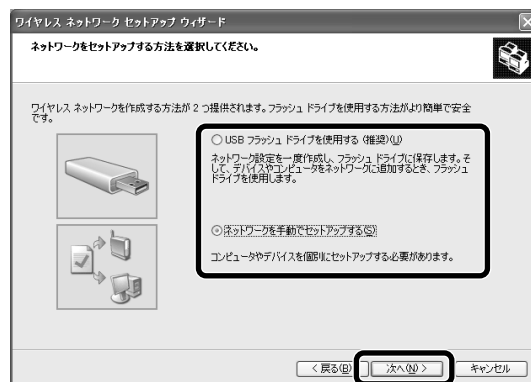 ワイヤレス ネットワーク セットアップ ウィザード
ネットワークをセットアップする方法を選択してください。
ワイヤレス ネットワークを作成する方法が 2 つ提供されます。フラッシュ ドライブを使用する方法がより簡単で安全
です。
USB フラッシュ ドライブを使用する (推奨)(U)
ネットワーク設定を一度作成し、フラッシュ ドライブに保存します。そ
して、デバイスやコンピュータをネットワークに追加するとき、フラッシュ
ドライブを使用します。
ネットワークを手動でセットアップする(S)
コンピュータやデバイスを個別にセットアップする必要があります。
< 戻る(B)
次へ(N) >
キャンセル